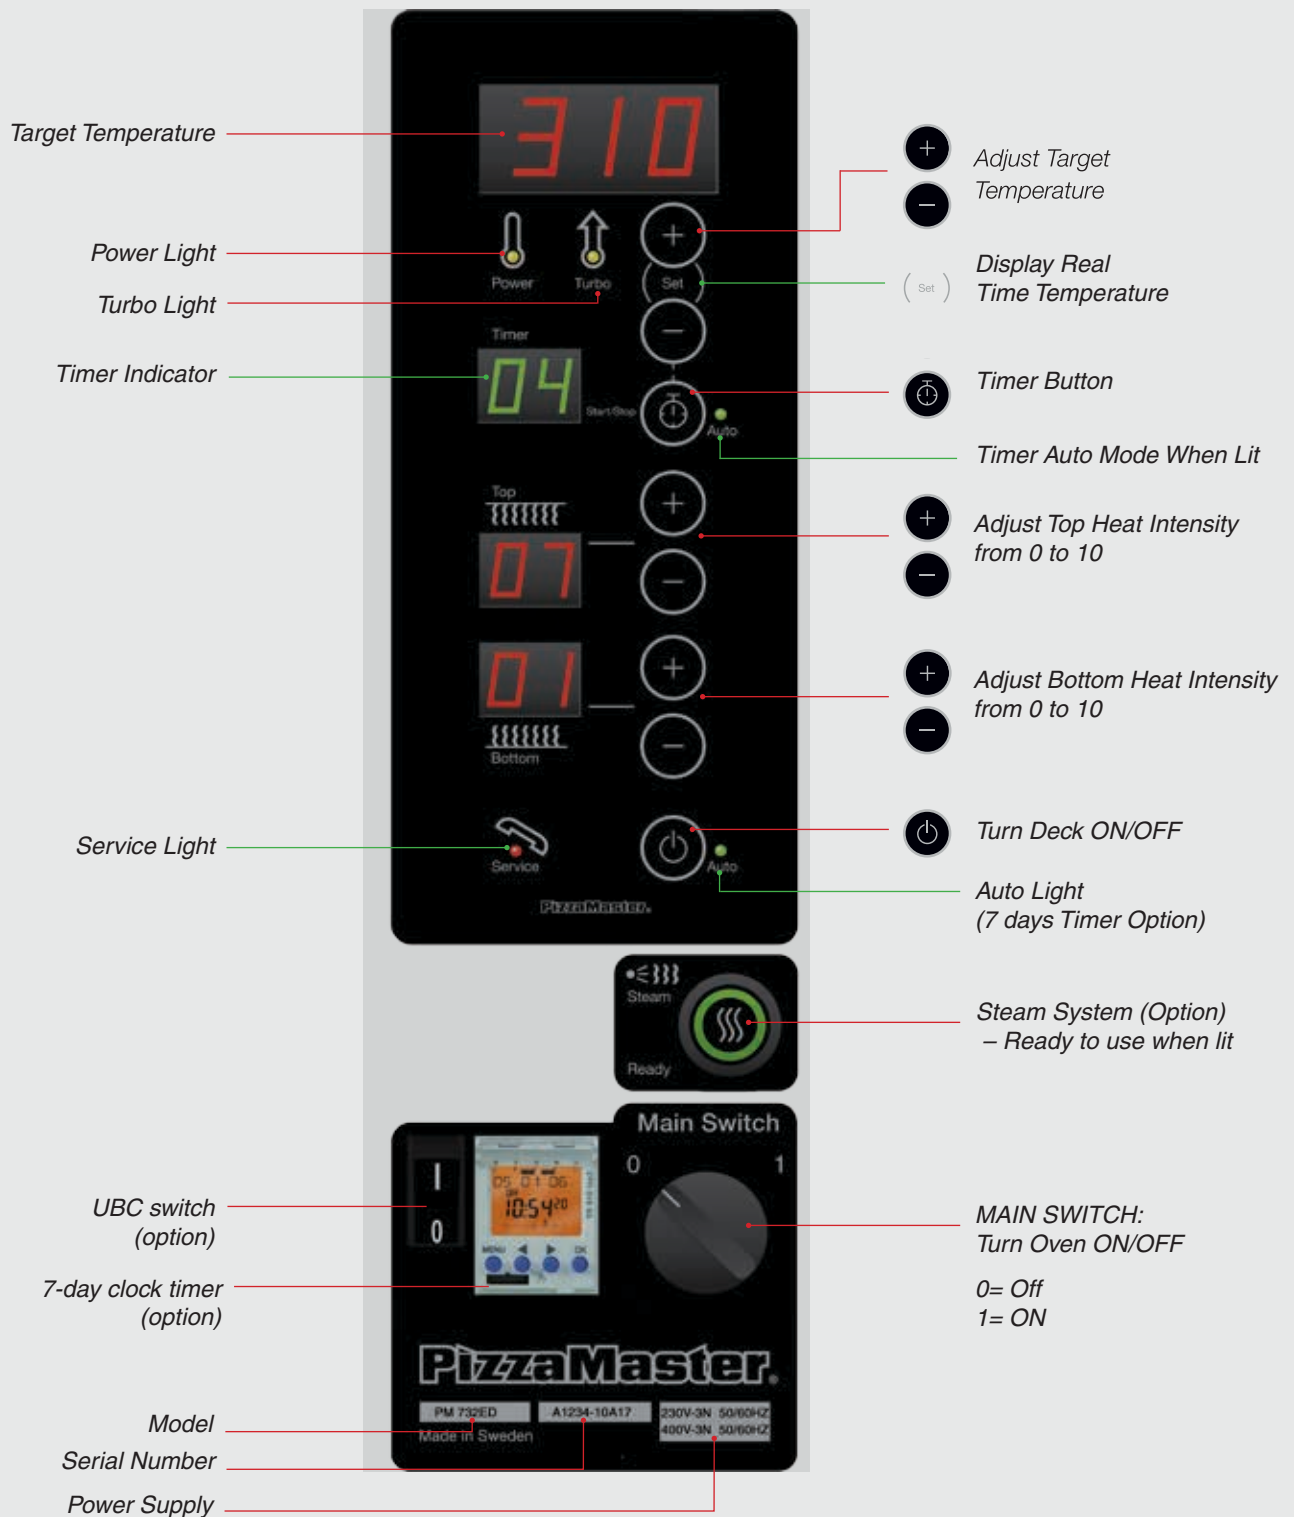 310
Target Temperature
+
Adjust Target
Temperature
−
+
Power Light
Power
Turbo
Set
Display Real
Time Temperature
Set
Turbo Light
−
Timer
Timer Indicator
04
Start/Stop
Auto
Timer Button
Timer Auto Mode When Lit
Top
+
+
Adjust Top Heat Intensity
from 0 to 10
07
−
−
01
+
+
Adjust Bottom Heat Intensity
from 0 to 10
−
−
Bottom
Service Light
Service
Auto
Turn Deck ON/OFF
Auto Light
(7 days Timer Option)
PizzaMaster.
Steam
Ready
Steam System (Option)
– Ready to use when lit
Main Switch
0 1
I
0
05 01 06
10:54 20
MENU
OK
UBC switch
(option)
7-day clock timer
(option)
MAIN SWITCH:
Turn Oven ON/OFF
0= Off
1= ON
PizzaMaster.®
PM 732ED
A1234-10A17
230V-3N 50/60HZ
400V-3N 50/60HZ
Made in Sweden
Model
Serial Number
Power Supply